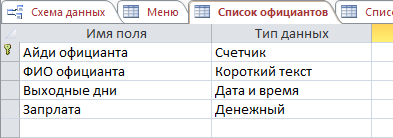 Схема данных Меню Список официантов Списо
Имя поля Тип данных
Айди официанта Счетчик
ФИО официанта Короткий текст
Выходные дни Дата и время
Запрлата Денежный